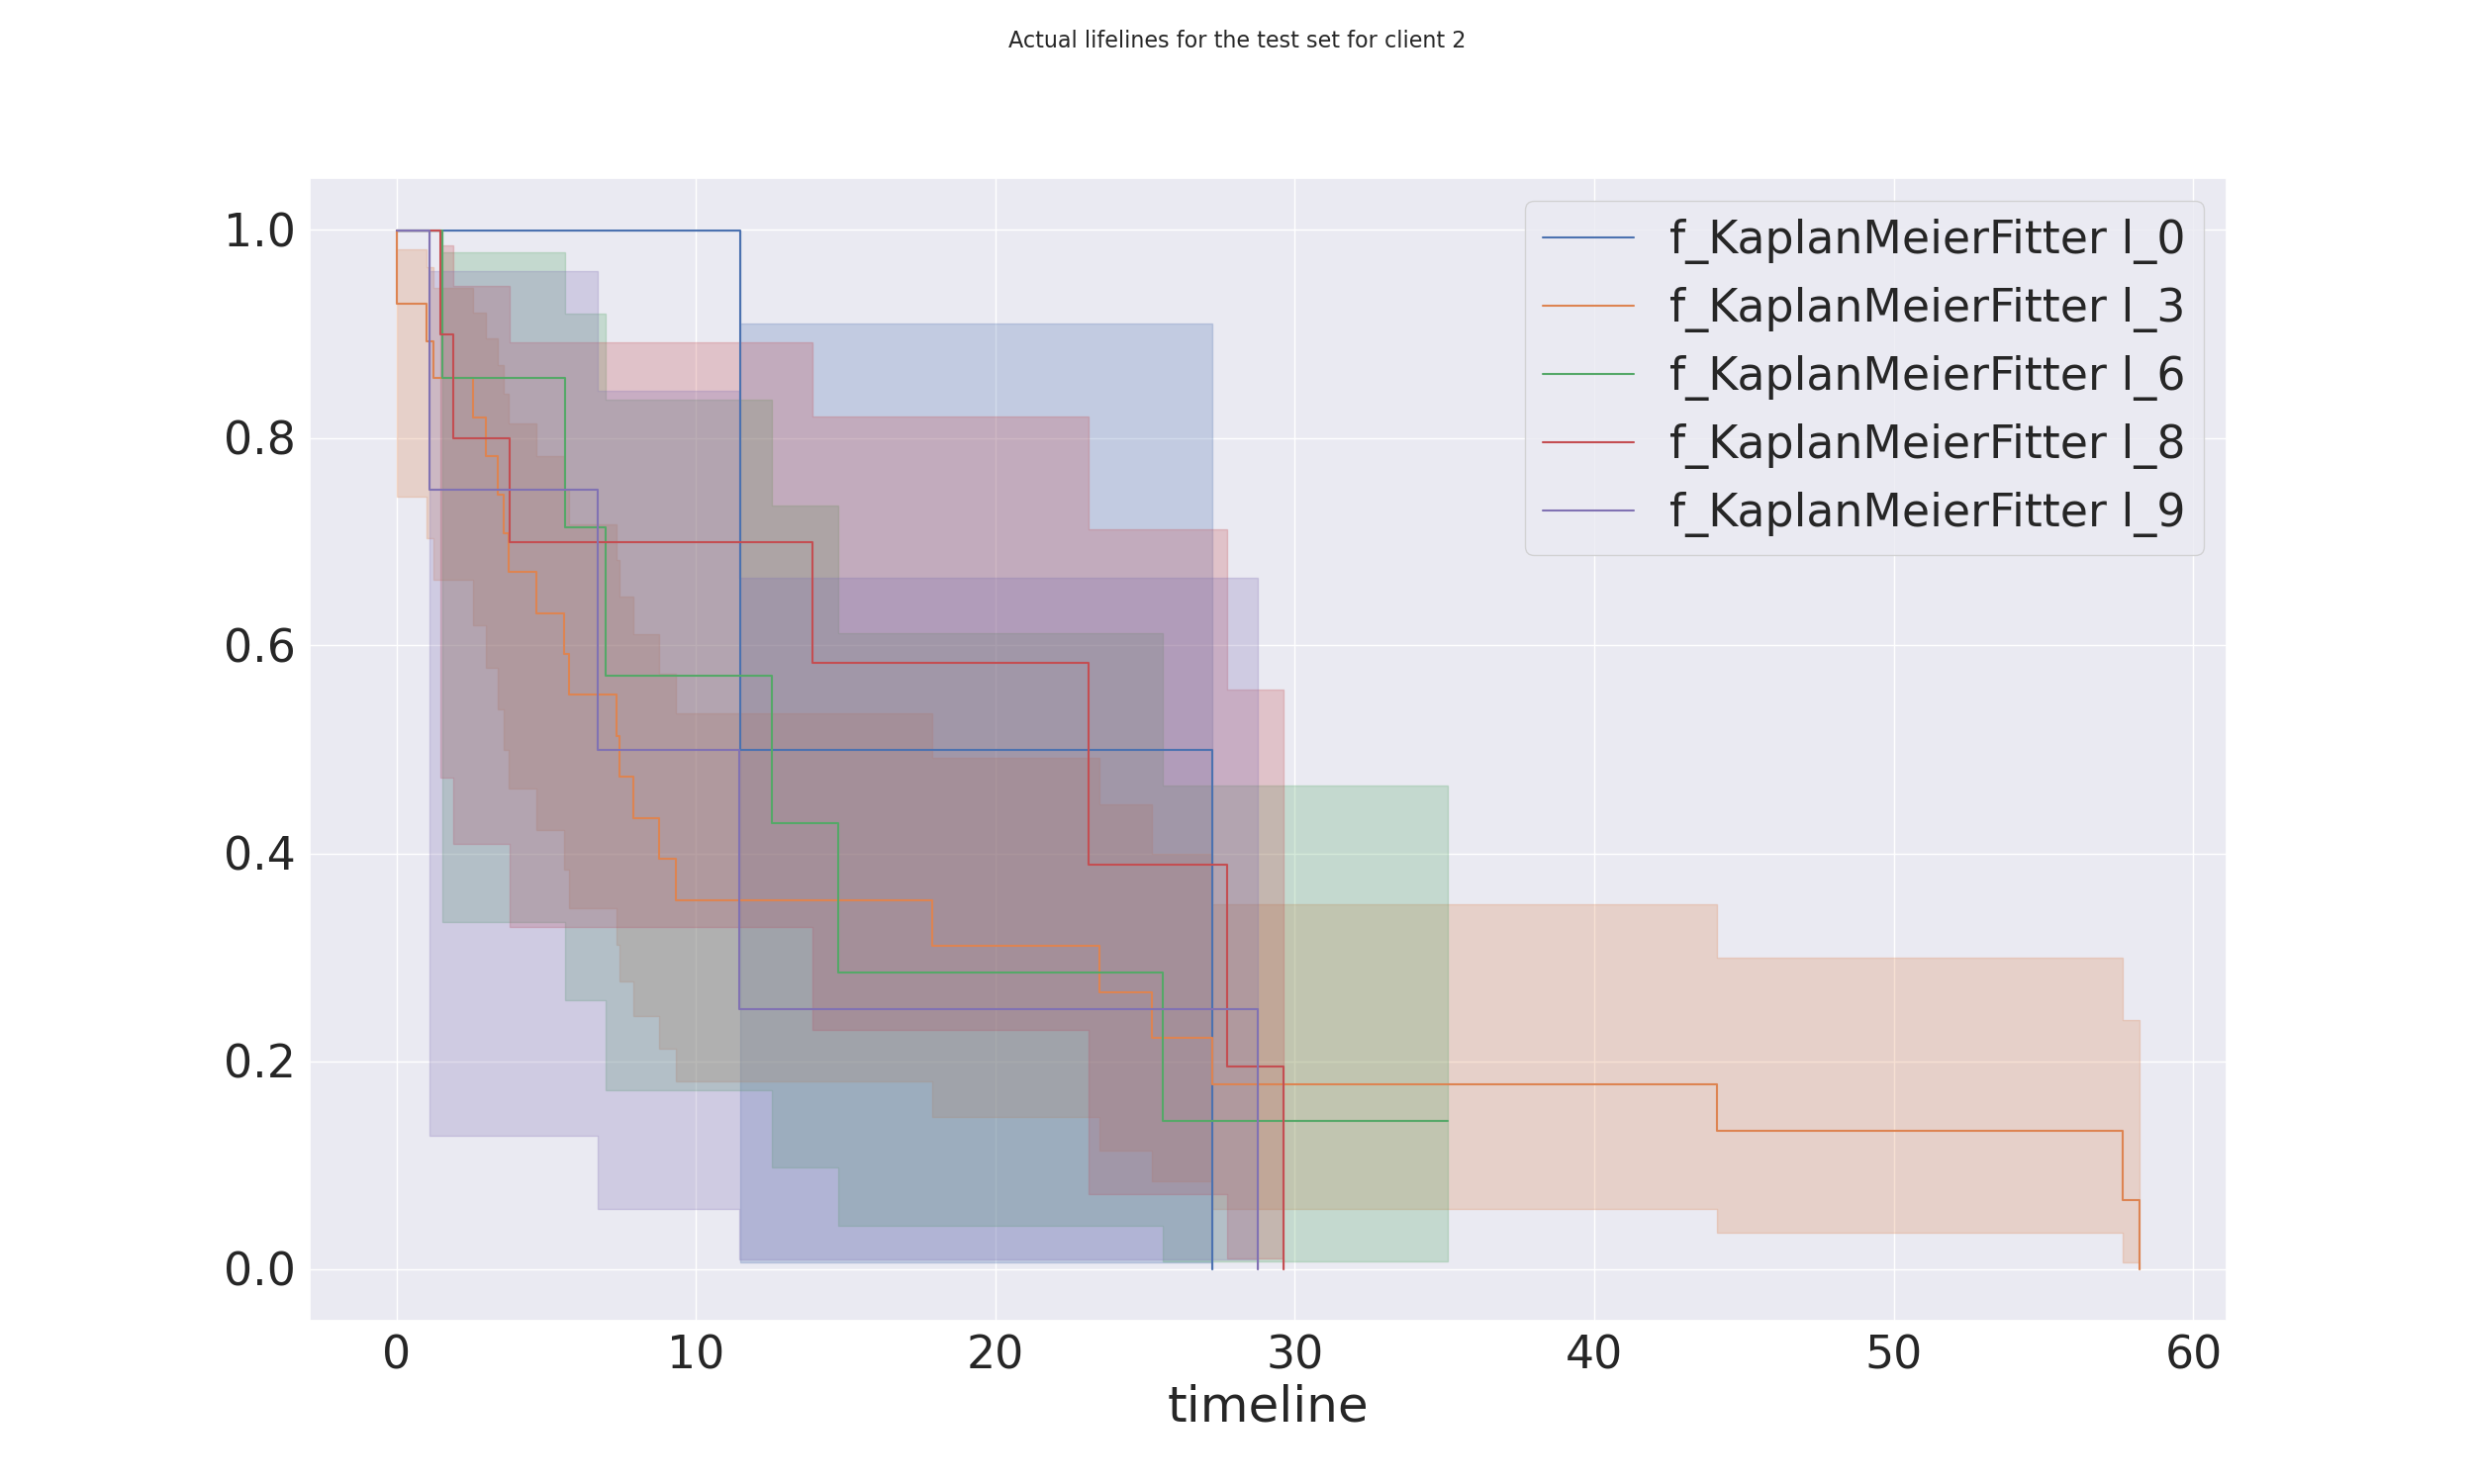 Actual lifelines for the test set for client 2
1.0
0.8
0.6
0.4
0.2
0.0
f_KaplanMeierFitter l_0
f_KaplanMeierFitter l_3
f_KaplanMeierFitter l_6
f_KaplanMeierFitter l_8
f_KaplanMeierFitter l_9
0 10 20 30 40 50 60
timeline